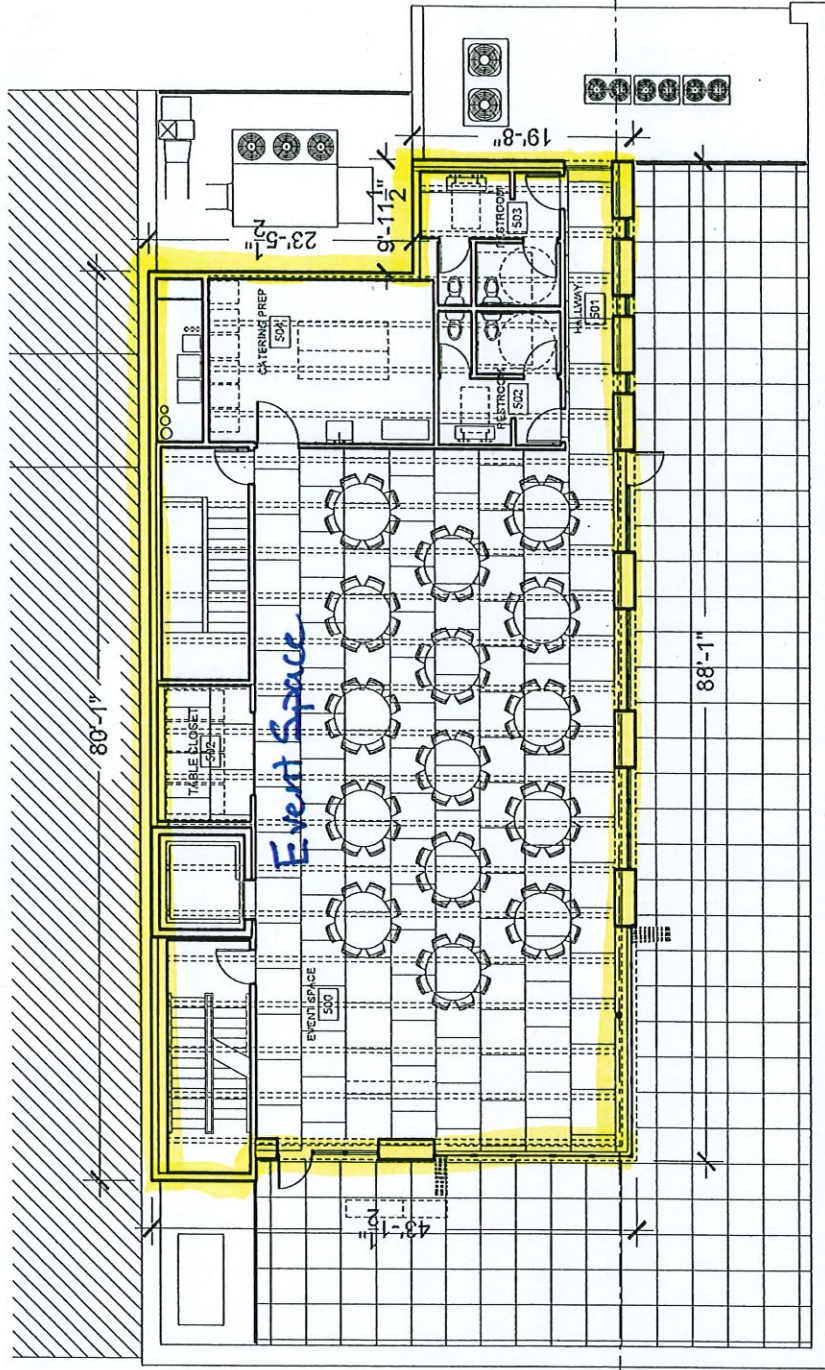 80'-1"
23'-5 1/2"
9'-11 1/2"
19'-8"
CATERING PREP
504
RESTROOM
503
HALLWAY
501
RESTROOM
502
TABLE CLOSET
502
Event Space
EVENT SPACE
500
43'-1 1/2"
88'-1"